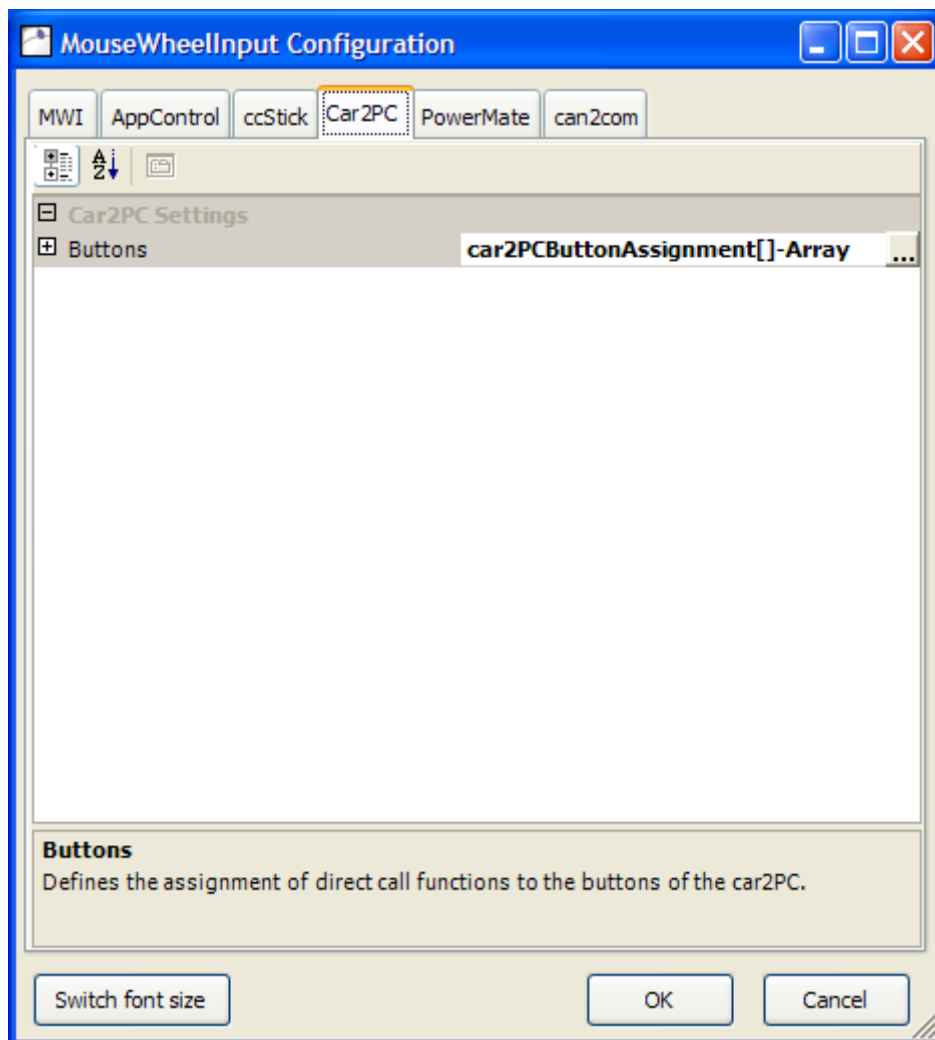 MouseWheelInput Configuration
MWI AppControl ccStick Car2PC PowerMate can2com
Car2PC Settings
Buttons car2PCButtonAssignment[]-Array ...
Buttons
Defines the assignment of direct call functions to the buttons of the car2PC.
Switch font size OK Cancel